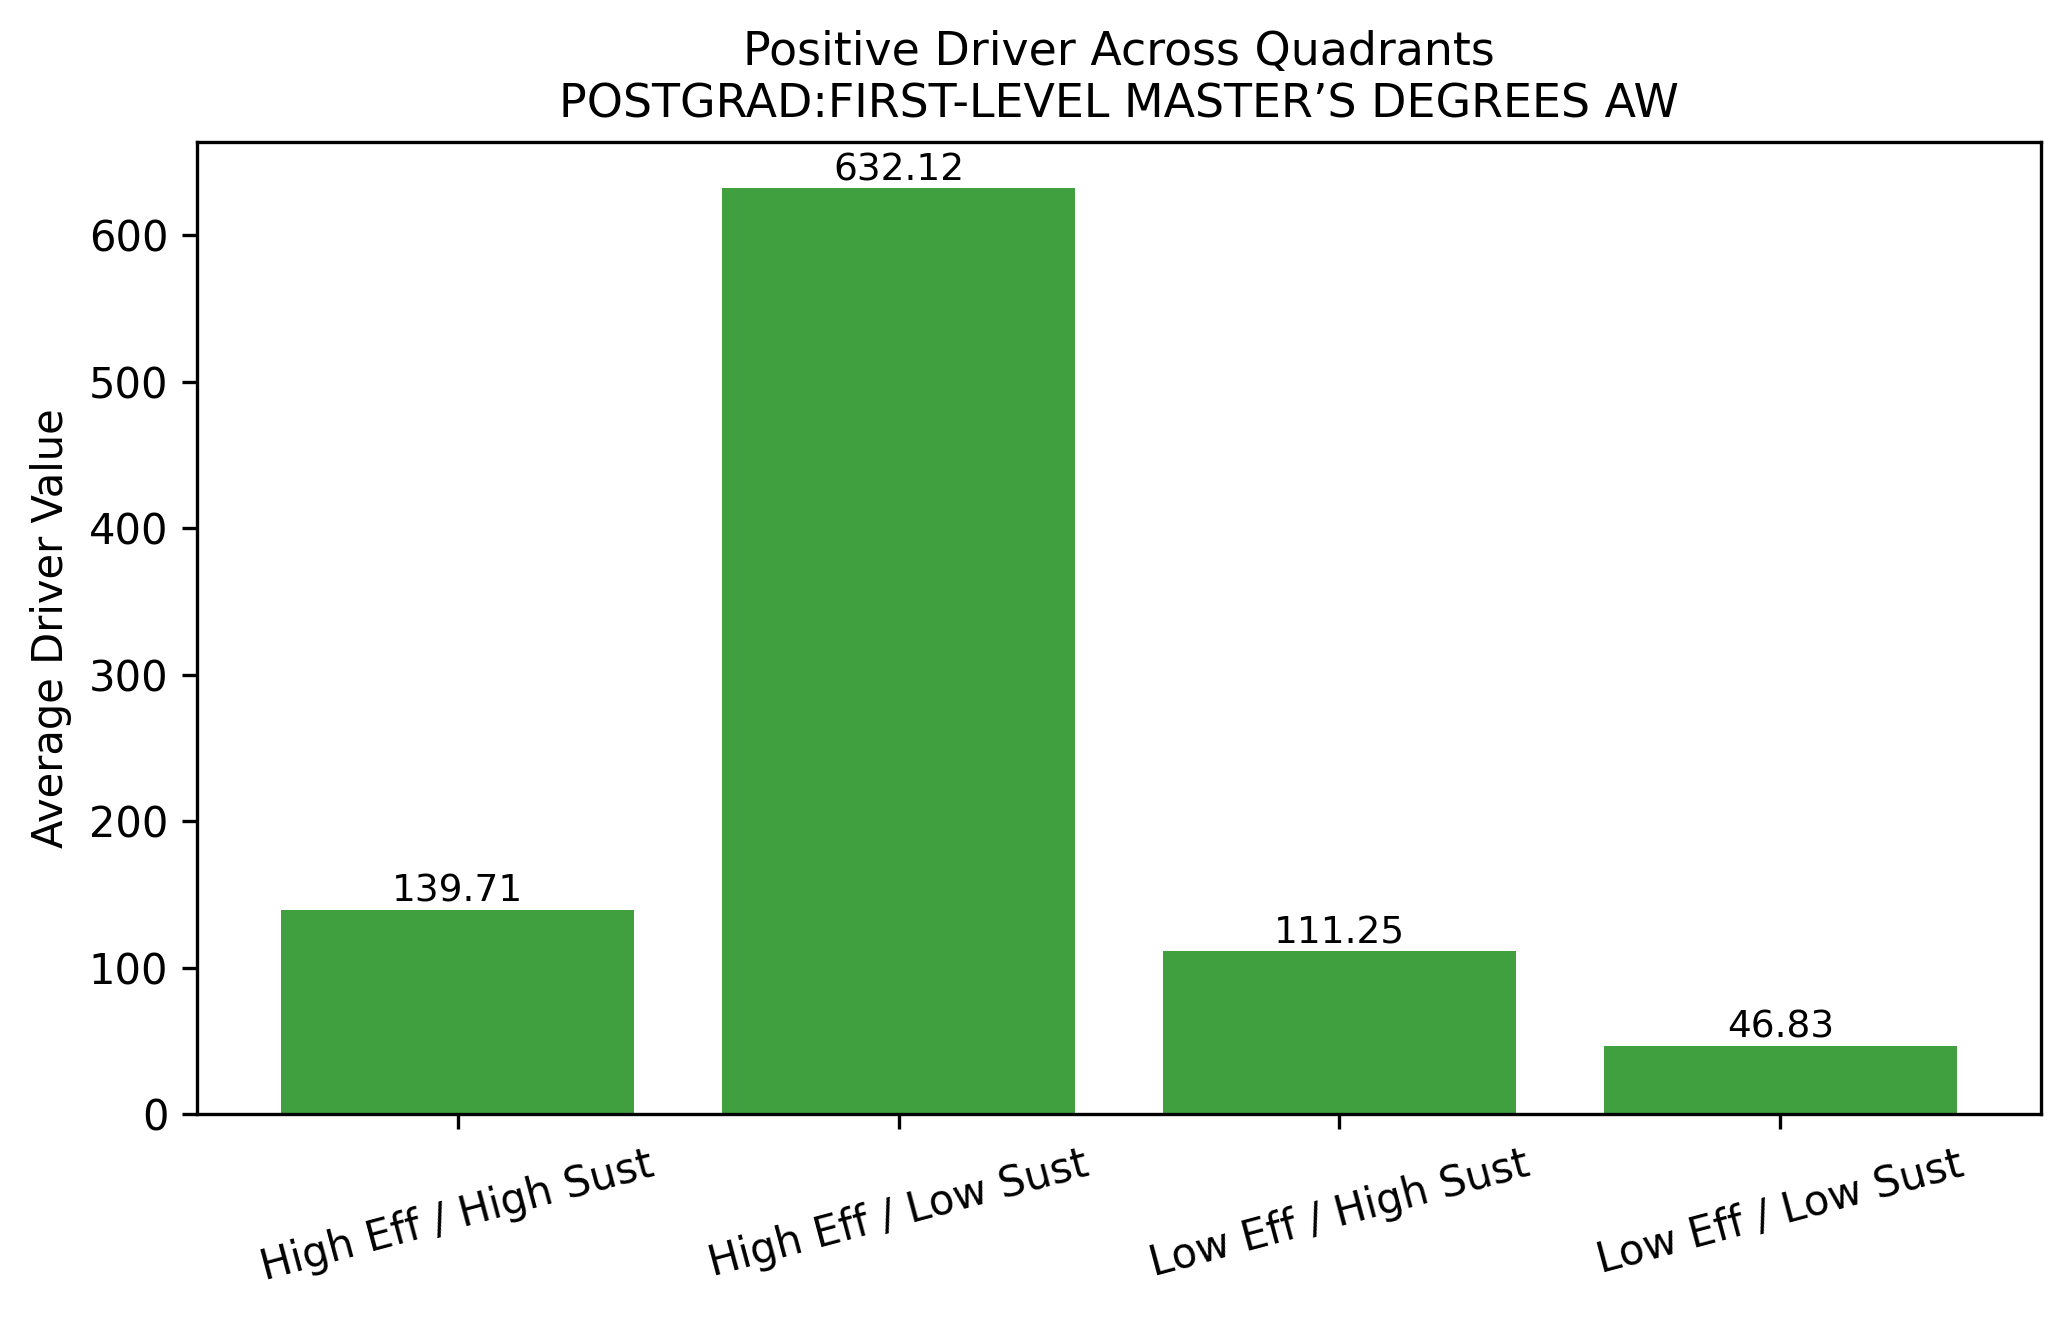 Positive Driver Across Quadrants
POSTGRAD:FIRST-LEVEL MASTER’S DEGREES AW
Average Driver Value
600
500
400
300
200
100
0
139.71
632.12
111.25
46.83
High Eff / High Sust
High Eff / Low Sust
Low Eff / High Sust
Low Eff / Low Sust